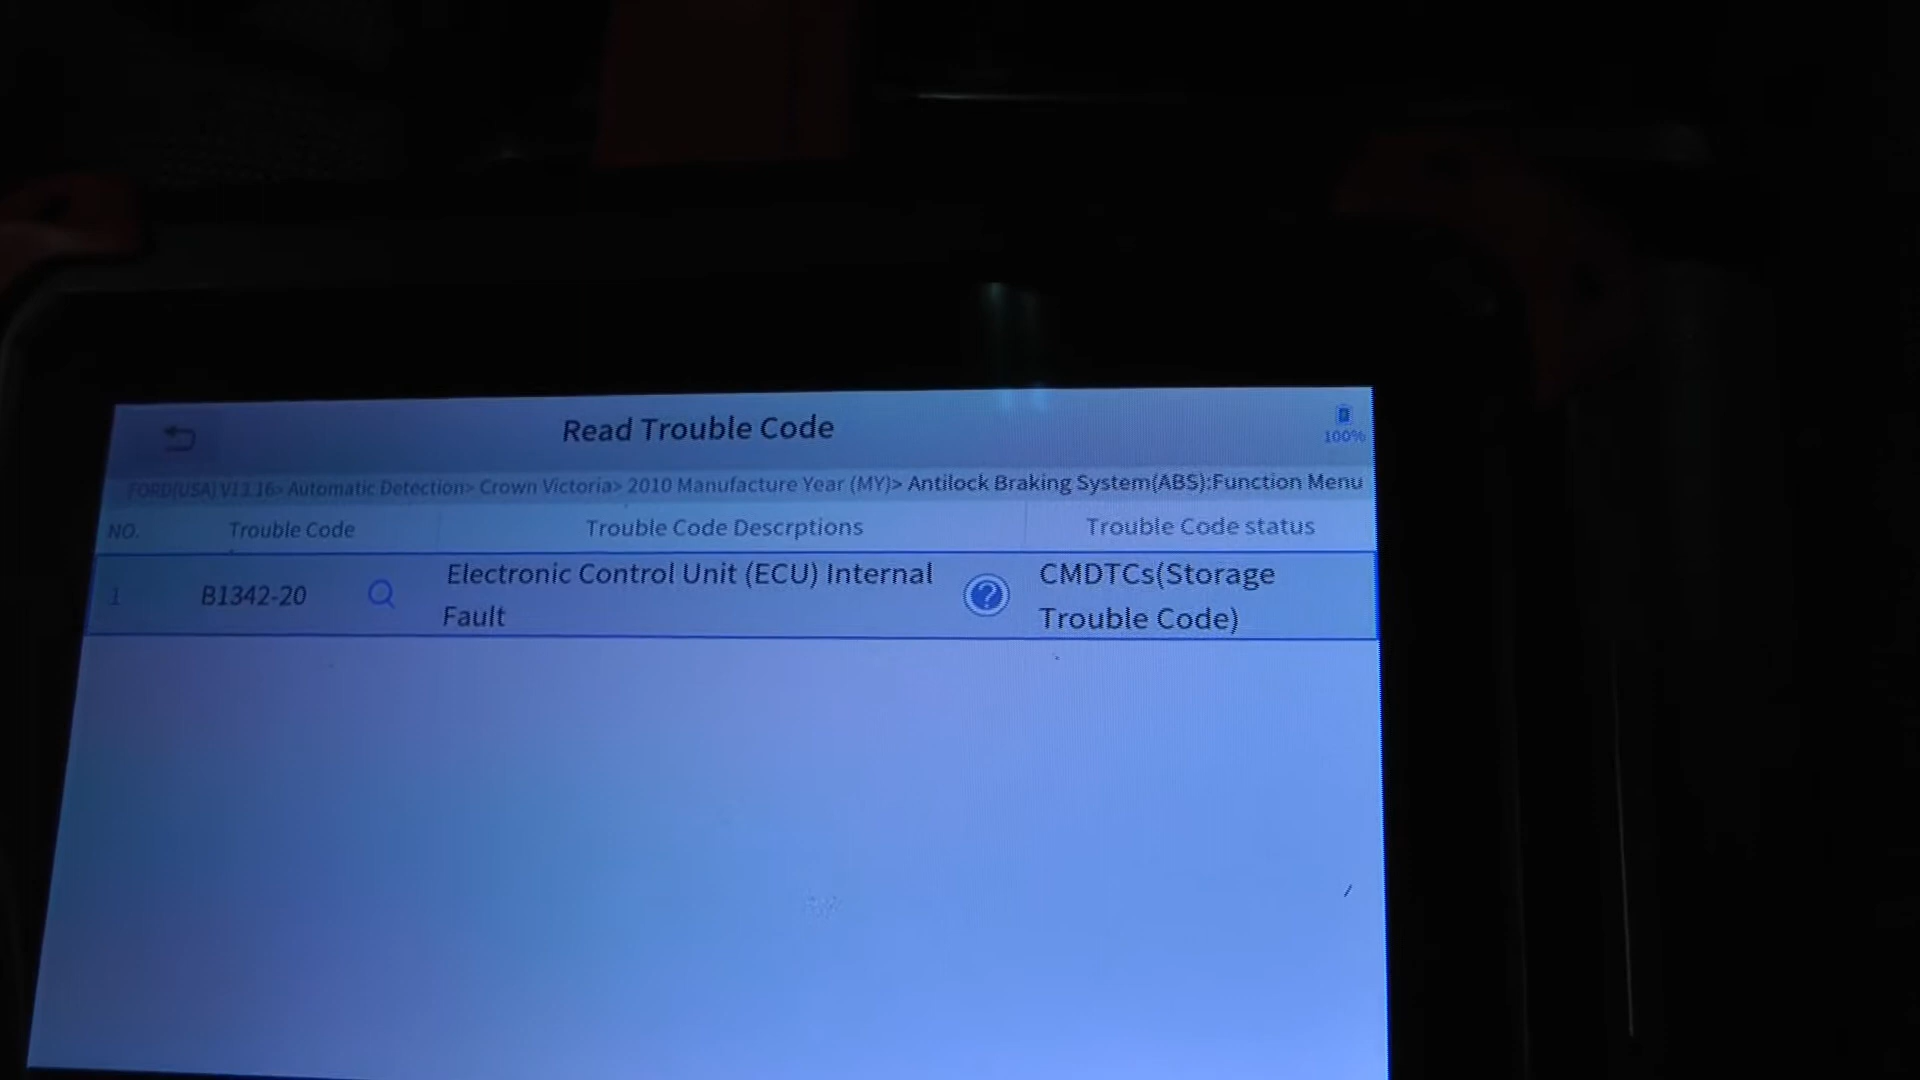 Read Trouble Code
100%
FORD(USA) V13.16> Automatic Detection> Crown Victoria> 2010 Manufacture Year (MY)> Antilock Braking System(ABS):Function Menu
NO. Trouble Code Trouble Code Descrptions Trouble Code status
1 B1342-20 Electronic Control Unit (ECU) Internal Fault CMDTCs(Storage Trouble Code)